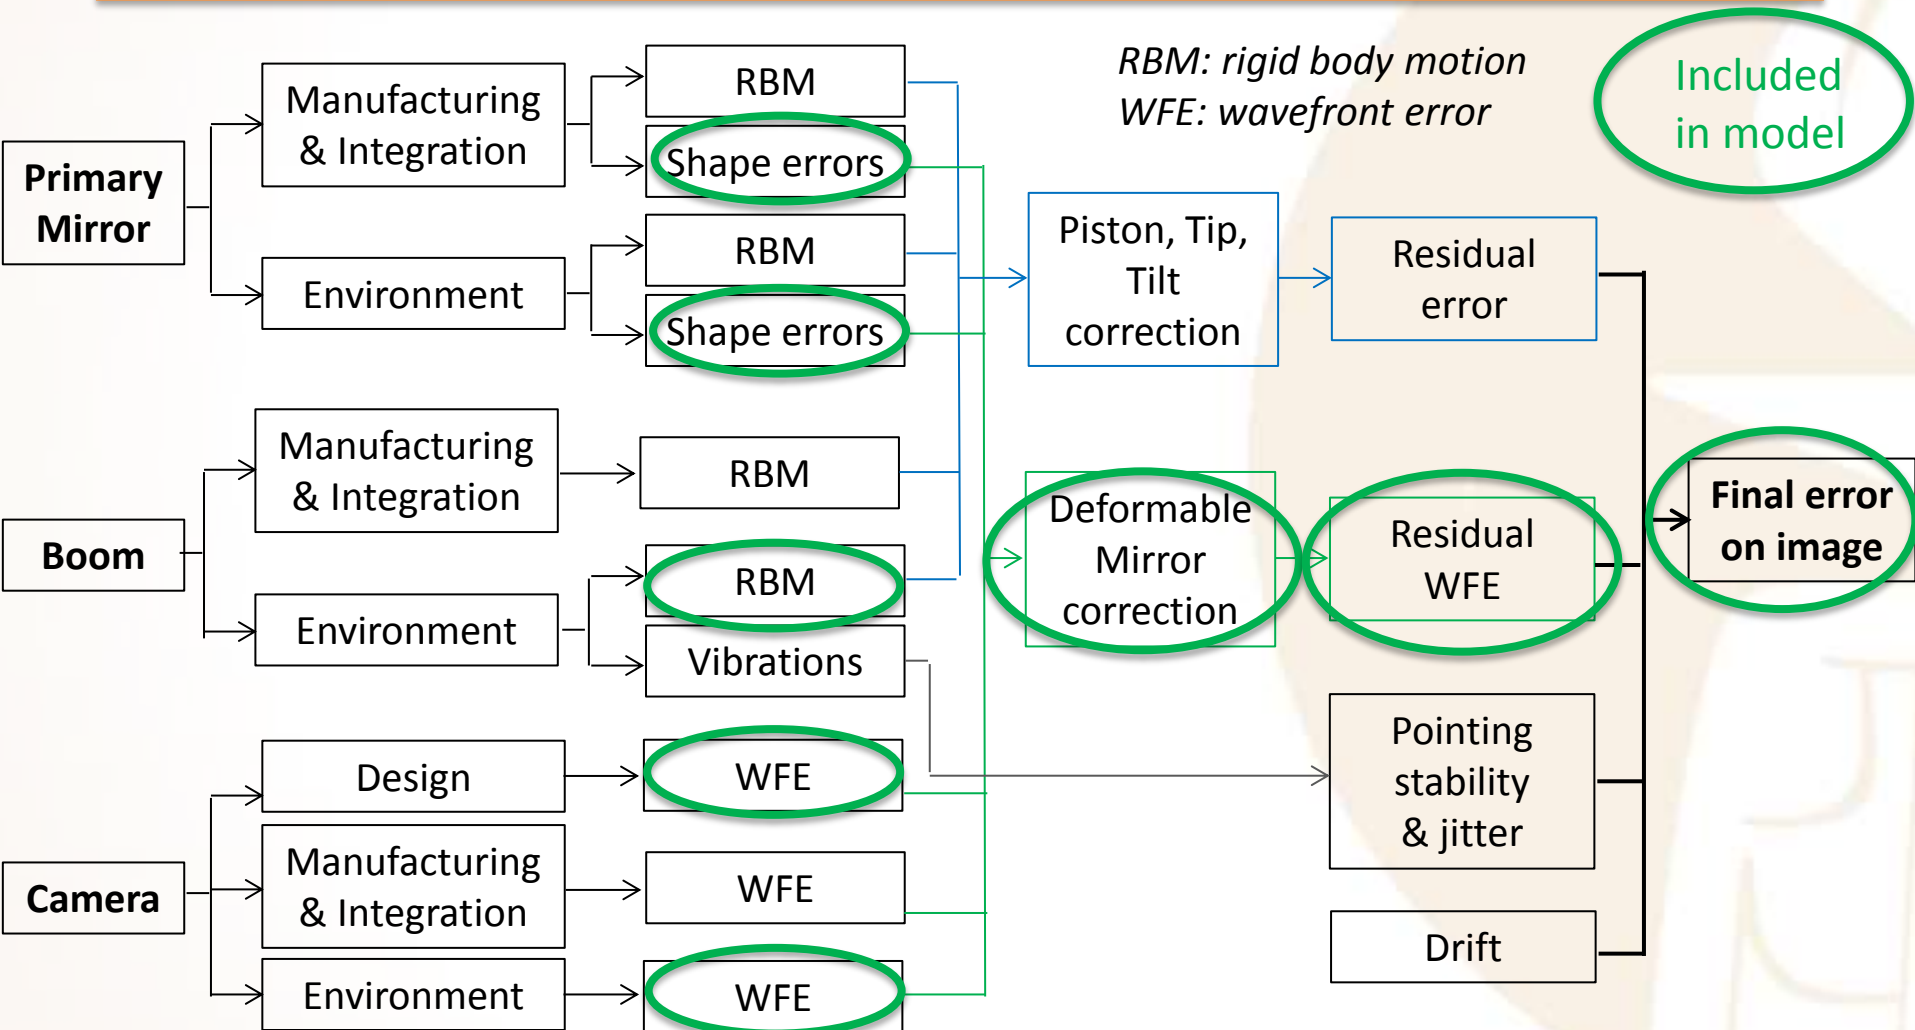 RBM: rigid body motion
WFE: wavefront error
Included
in model
Primary
Mirror
Manufacturing
& Integration
RBM
Shape errors
Environment
RBM
Shape errors
Boom
Manufacturing
& Integration
RBM
Environment
RBM
Vibrations
Camera
Design
WFE
Manufacturing
& Integration
WFE
Environment
WFE
Piston, Tip,
Tilt
correction
Residual
error
Deformable
Mirror
correction
Residual
WFE
Pointing
stability
& jitter
Drift
Final error
on image